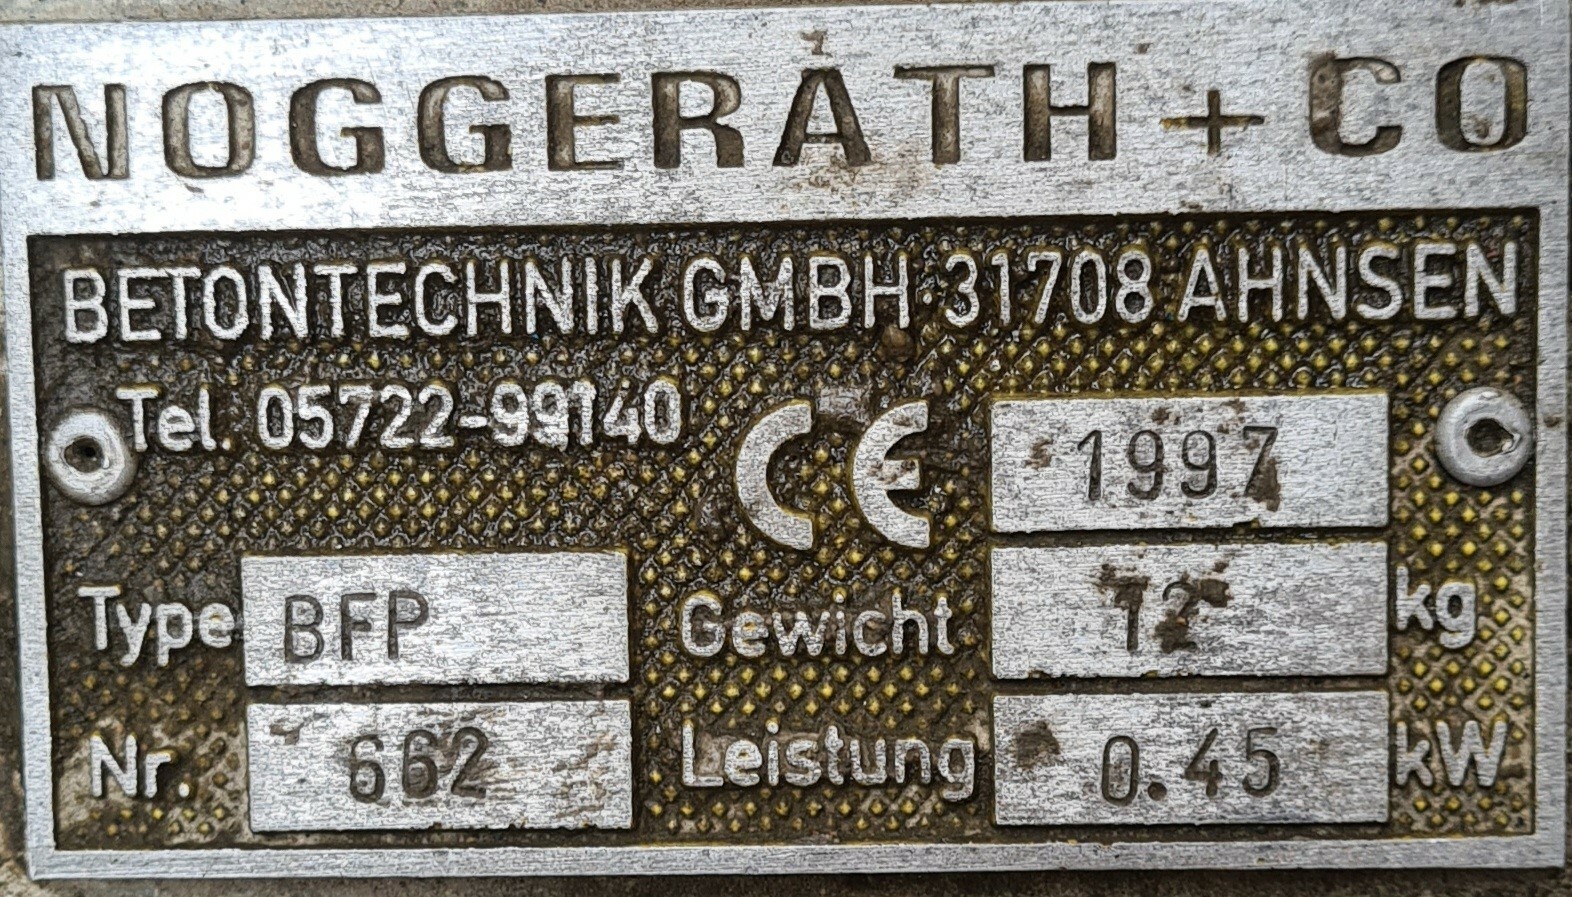 NOGGERATH + CO
BETONTECHNIK GMBH · 31708 AHNSEN
Tel. 05722-99140
CE 1997
Type BFP Gewicht 12 kg
Nr. 662 Leistung 0.45 kW